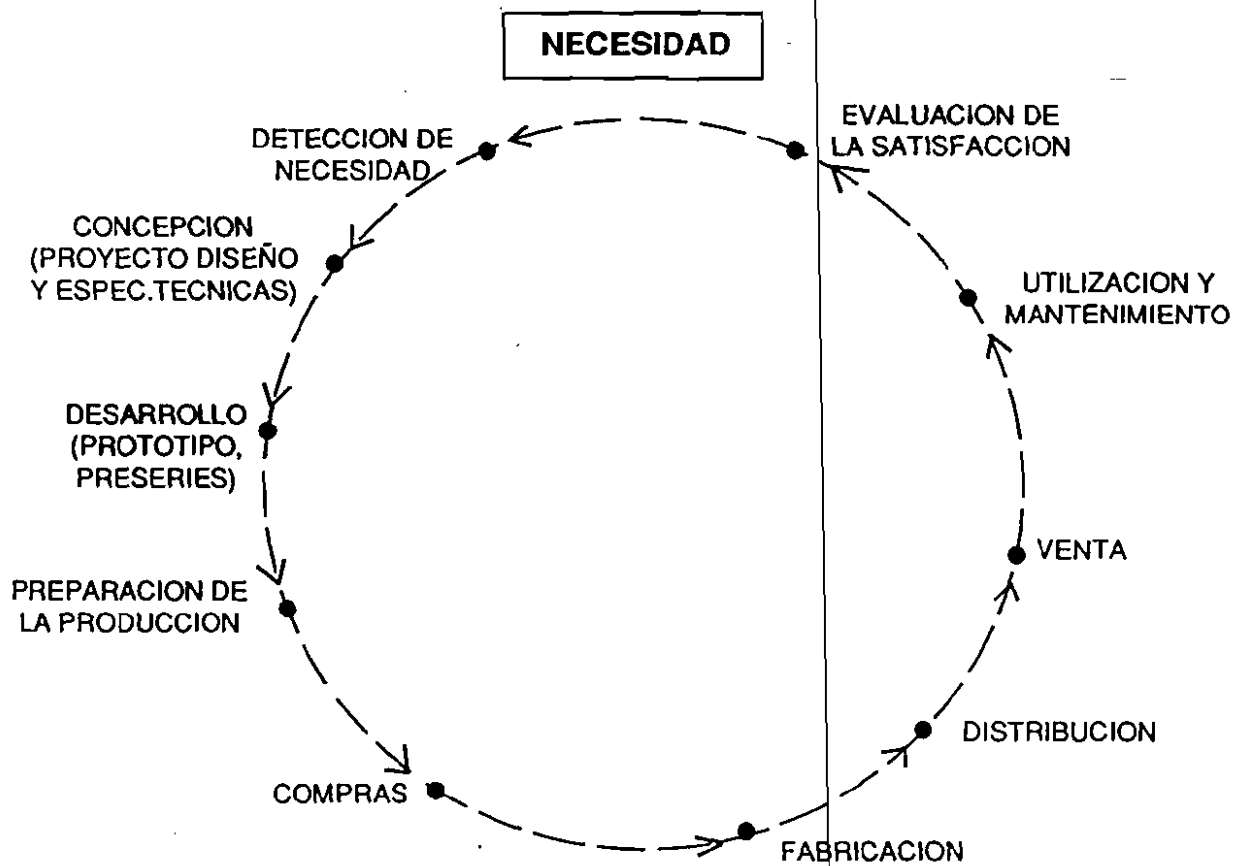 NECESIDAD
DETECCION DE
NECESIDAD
CONCEPCION
(PROYECTO DISEÑO
Y ESPEC.TECNICAS)
DESARROLLO
(PROTOTIPO,
PRESERIES)
PREPARACION DE
LA PRODUCCION
COMPRAS
FABRICACION
DISTRIBUCION
VENTA
UTILIZACION Y
MANTENIMIENTO
EVALUACION DE
LA SATISFACCION